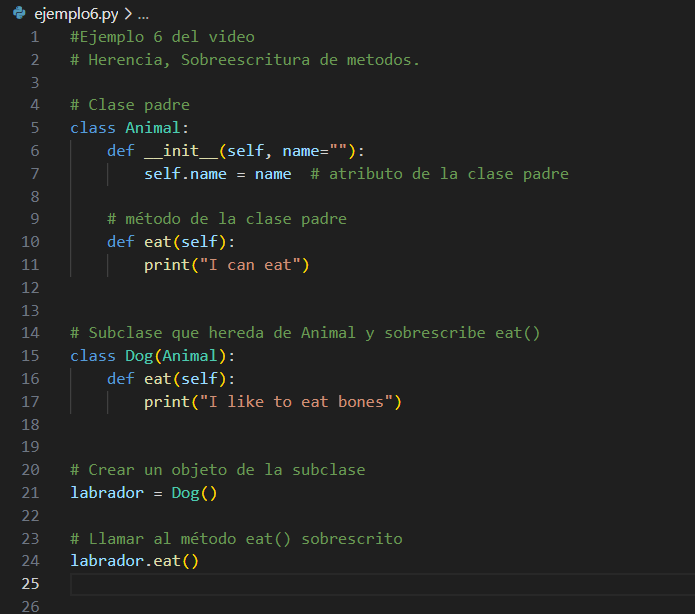 ejemplo6.py > ...
1 #Ejemplo 6 del video
2 # Herencia, Sobreescritura de metodos.
3
4 # Clase padre
5 class Animal:
6     def __init__(self, name=""):
7         self.name = name  # atributo de la clase padre
8
9     # método de la clase padre
10     def eat(self):
11         print("I can eat")
12
13
14 # Subclase que hereda de Animal y sobrescribe eat()
15 class Dog(Animal):
16     def eat(self):
17         print("I like to eat bones")
18
19
20 # Crear un objeto de la subclase
21 labrador = Dog()
22
23 # Llamar al método eat() sobrescrito
24 labrador.eat()
25
26